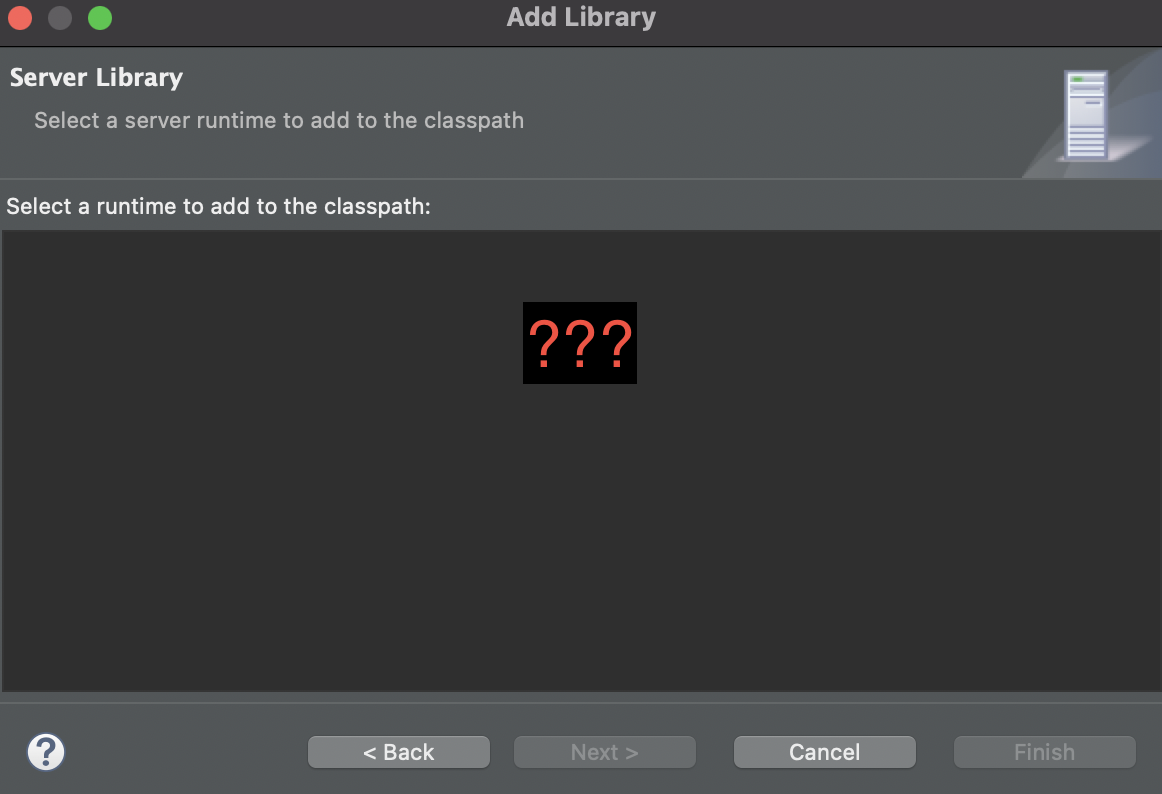 Add Library
Server Library
Select a server runtime to add to the classpath
Select a runtime to add to the classpath:
???
?
< Back
Next >
Cancel
Finish